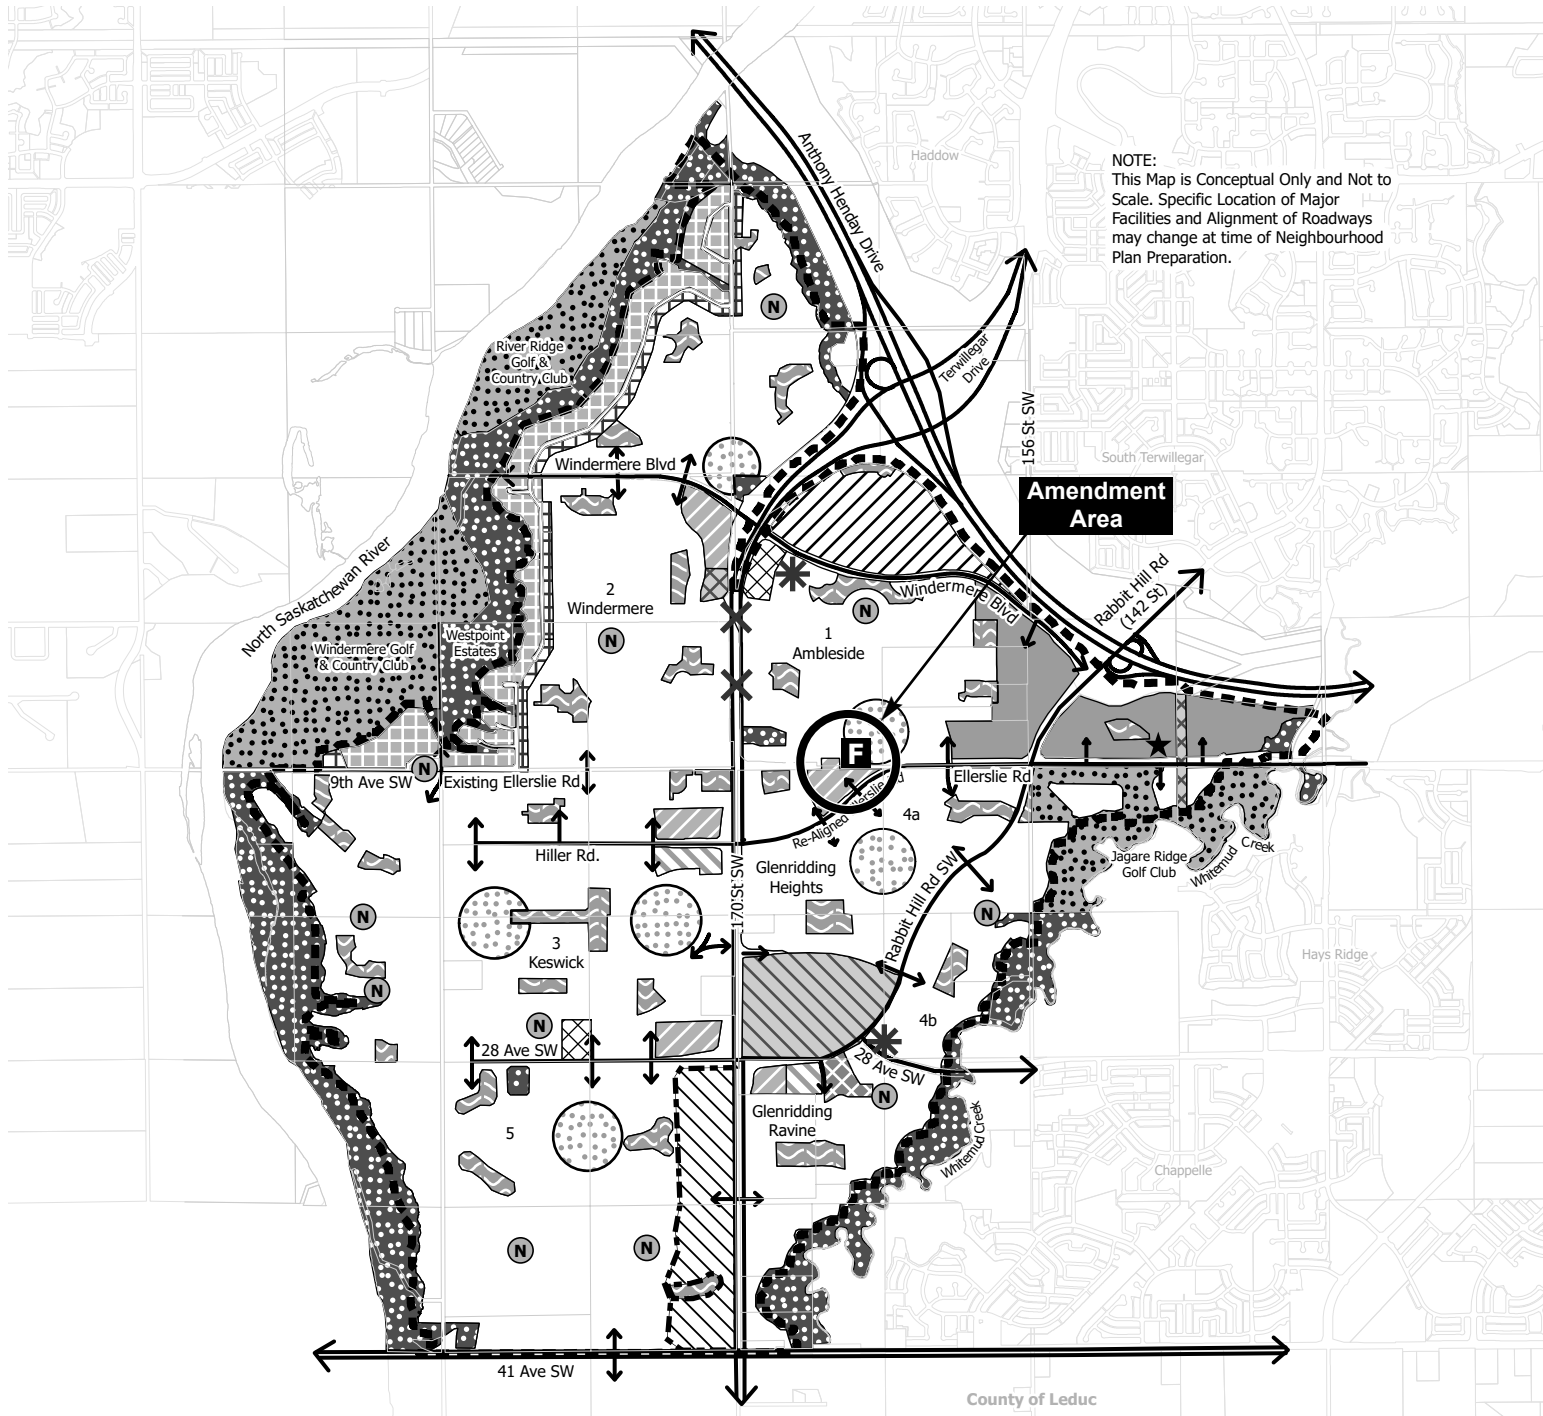 Haddow
NOTE:
This Map is Conceptual Only and Not to
Scale. Specific Location of Major
Facilities and Alignment of Roadways
may change at time of Neighbourhood
Plan Preparation.
Anthony Henday Drive
N
River Ridge
Golf &
Country Club
Terwillegar
Drive
156 St SW
South Terwillegar
Windermere Blvd
Amendment
Area
North Saskatchewan River
Rabbit Hill Rd
(142 St)
2
Windermere
N
Windermere Blvd
N
1
Ambleside
Westpoint
Estates
Windermere Golf
& Country Club
F
N
9th Ave SW
Existing Ellerslie Rd
Ellerslie Rd
Re-Aligned Ellerslie Rd
4a
Hiller Rd.
Glenridding
Heights
170 St SW
Rabbit Hill Rd SW
Jagare Ridge
Golf Club
Whitemud Creek
N
N
3
Keswick
Hays Ridge
N
N
4b
28 Ave SW
28 Ave SW
N
Glenridding
Ravine
5
Whitemud Creek
Chappelle
N
N
41 Ave SW
County of Leduc